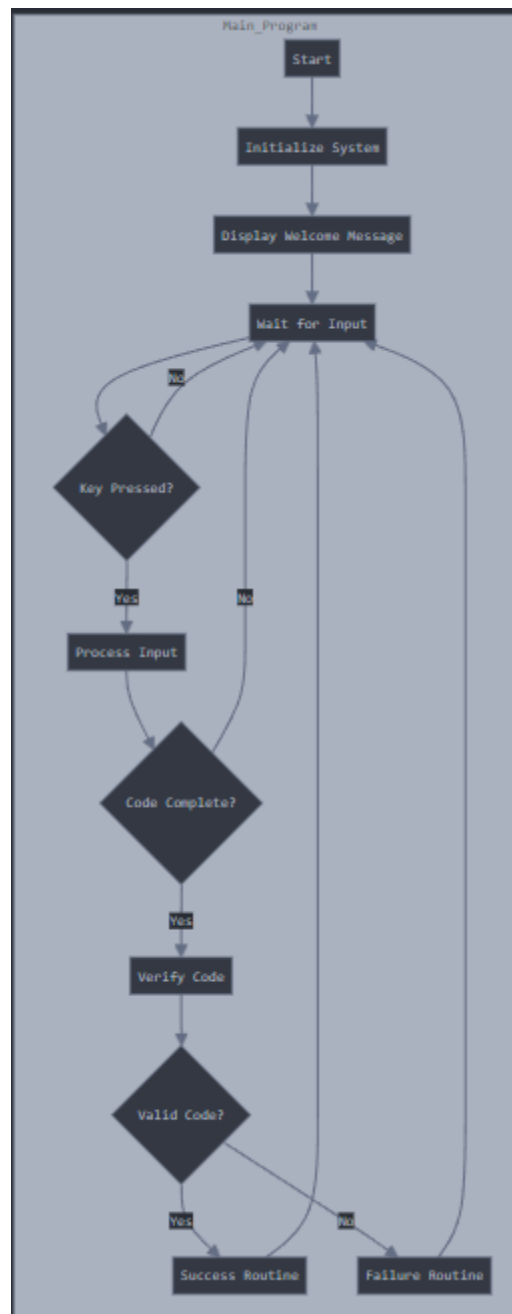 Main_Program
Start
Initialize System
Display Welcome Message
Wait for Input
No
Key Pressed?
Yes
No
Process Input
Code Complete?
Yes
Verify Code
Valid Code?
Yes
No
Success Routine
Failure Routine